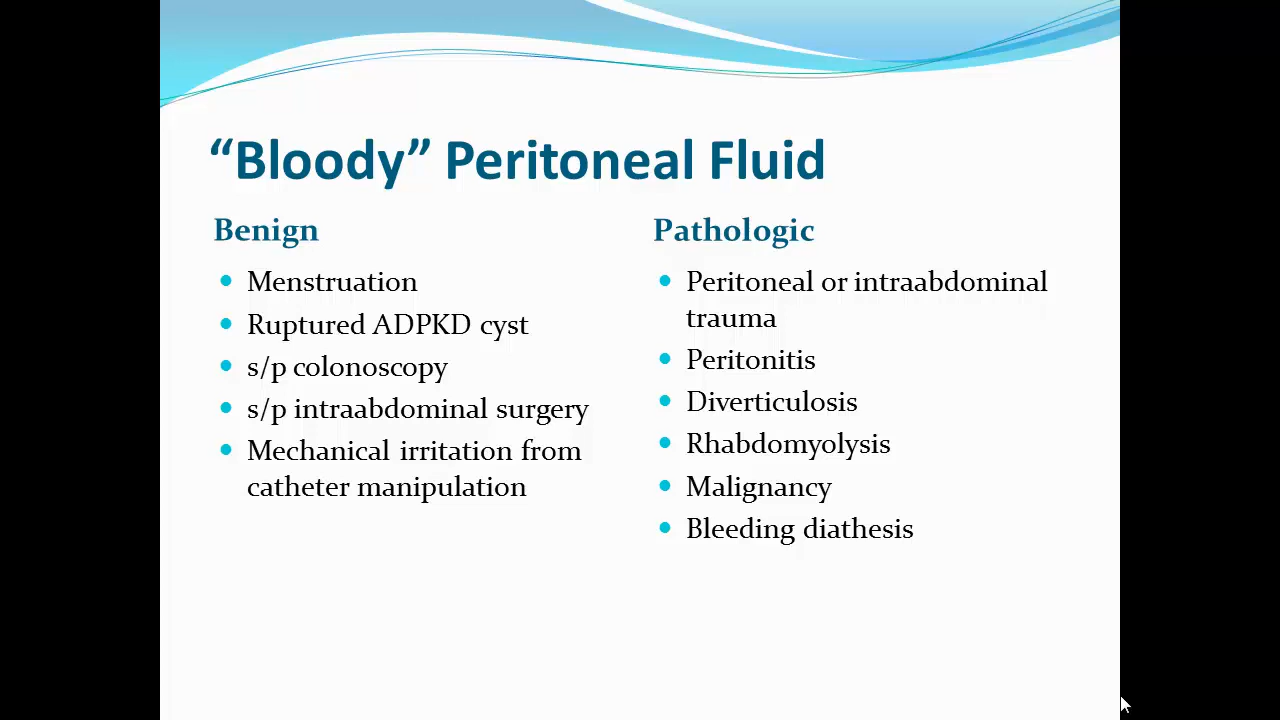 “Bloody” Peritoneal Fluid
Benign
Menstruation
Ruptured ADPKD cyst
s/p colonoscopy
s/p intraabdominal surgery
Mechanical irritation from
catheter manipulation
Pathologic
Peritoneal or intraabdominal
trauma
Peritonitis
Diverticulosis
Rhabdomyolysis
Malignancy
Bleeding diathesis